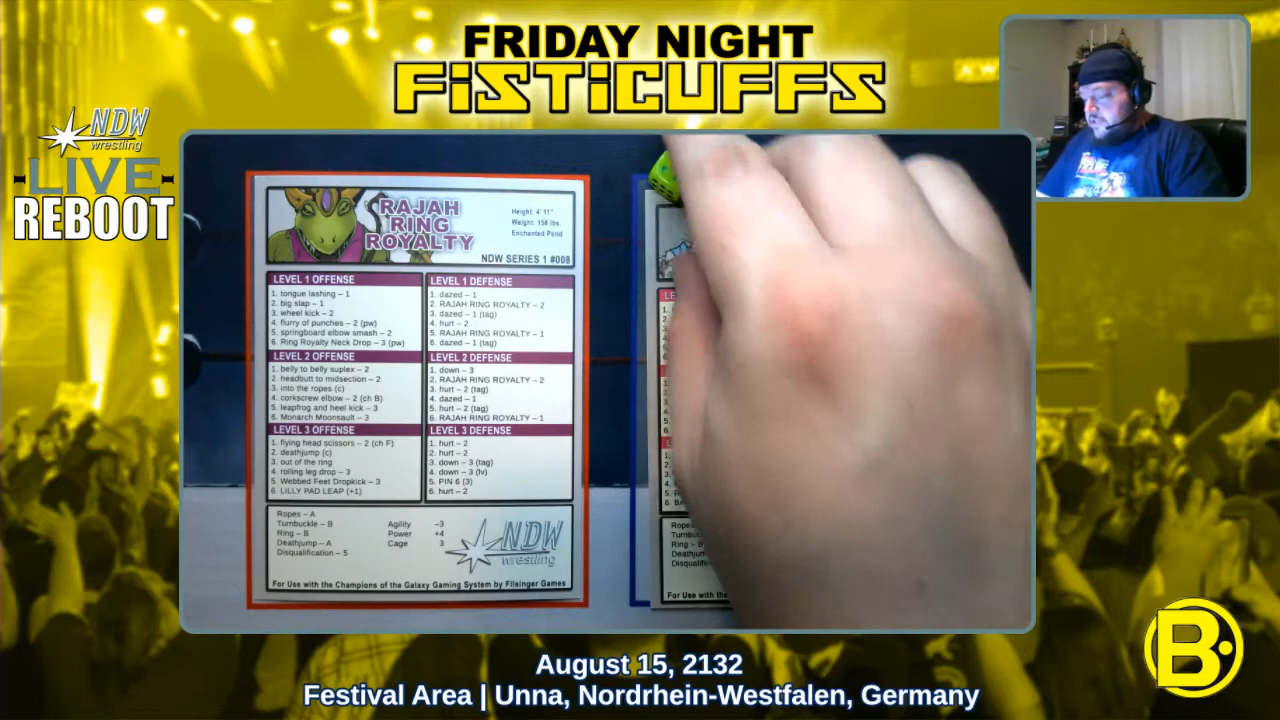 FRIDAY NIGHT
FiSTiCUFFS
NDW
wrestling
LIVE
REBOOT
RAJAH
RING
ROYALTY
Height: 4' 11"
Weight: 158 lbs.
Enchanted Pond
NDW SERIES 1 #008
LEVEL 1 OFFENSE
1. tongue lashing – 1
2. big slap – 1
3. wheel kick – 2
4. flurry of punches – 2 (pw)
5. springboard elbow smash – 2
6. Ring Royalty Neck Drop – 3 (pw)
LEVEL 1 DEFENSE
1. dazed – 1
2. RAJAH RING ROYALTY – 2
3. dazed – 1 (tag)
4. hurt – 2
5. RAJAH RING ROYALTY – 1
6. dazed – 1 (tag)
LEVEL 2 OFFENSE
1. belly to belly suplex – 2
2. headbutt to midsection – 2
3. into the ropes (c)
4. corkscrew elbow – 2 (ch B)
5. leapfrog and heel kick – 3
6. Monarch Moonsault – 3
LEVEL 2 DEFENSE
1. down – 3
2. RAJAH RING ROYALTY – 2
3. hurt – 2 (tag)
4. dazed – 1
5. hurt – 2 (tag)
6. RAJAH RING ROYALTY – 1
LEVEL 3 OFFENSE
1. flying head scissors – 2 (ch F)
2. deathjump (c)
3. out of the ring
4. rolling leg drop – 3
5. Webbed Feet Dropkick – 3
6. LILLY PAD LEAP (+1)
LEVEL 3 DEFENSE
1. hurt – 2
2. hurt – 2
3. down – 3 (tag)
4. down – 3 (lv)
5. PIN 6 (3)
6. hurt – 2
Ropes – A
Turnbuckle – B
Ring – B
Deathjump – A
Disqualification – 5
Agility –3
Power +4
Cage 3
NDW
wrestling
For Use with the Champions of the Galaxy Gaming System by Filsinger Games
Ring – B
For Use with the
B
August 15, 2132
Festival Area | Unna, Nordrhein-Westfalen, Germany